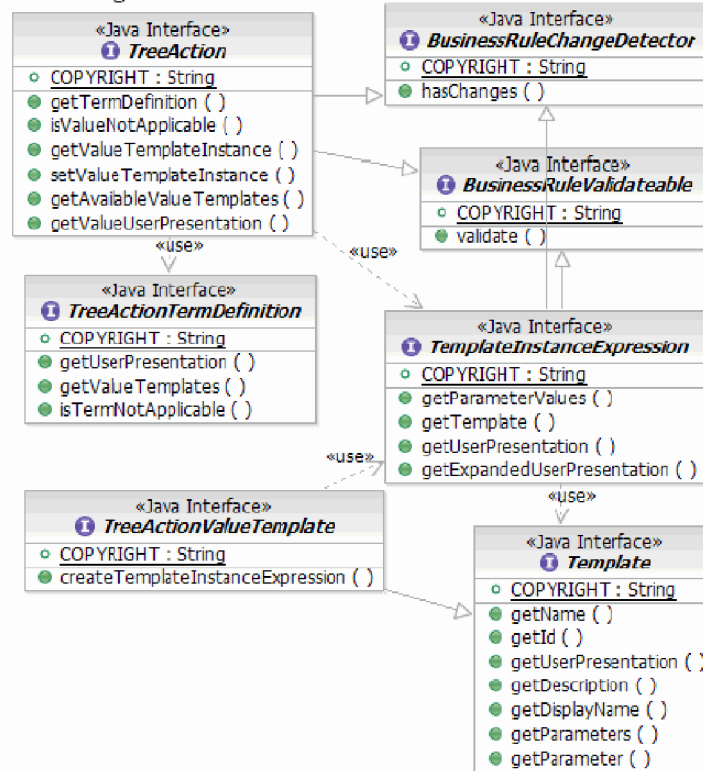 «Java Interface»
TreeAction
COPYRIGHT : String
getTermDefinition ( )
isValueNotApplicable ( )
getValueTemplateInstance ( )
setValueTemplateInstance ( )
getAvailableValueTemplates ( )
getValueUserPresentation ( )
«Java Interface»
BusinessRuleChangeDetector
COPYRIGHT : String
hasChanges ( )
«Java Interface»
BusinessRuleValidateable
COPYRIGHT : String
validate ( )
«use»
«use»
«Java Interface»
TreeActionTermDefinition
COPYRIGHT : String
getUserPresentation ( )
getValueTemplates ( )
isTermNotApplicable ( )
«Java Interface»
TemplateInstanceExpression
COPYRIGHT : String
getParameterValues ( )
getTemplate ( )
getUserPresentation ( )
getExpandedUserPresentation ( )
«use»
«use»
«Java Interface»
TreeActionValueTemplate
COPYRIGHT : String
createTemplateInstanceExpression ( )
«Java Interface»
Template
COPYRIGHT : String
getName ( )
getId ( )
getUserPresentation ( )
getDescription ( )
getDisplayName ( )
getParameters ( )
getParameter ( )